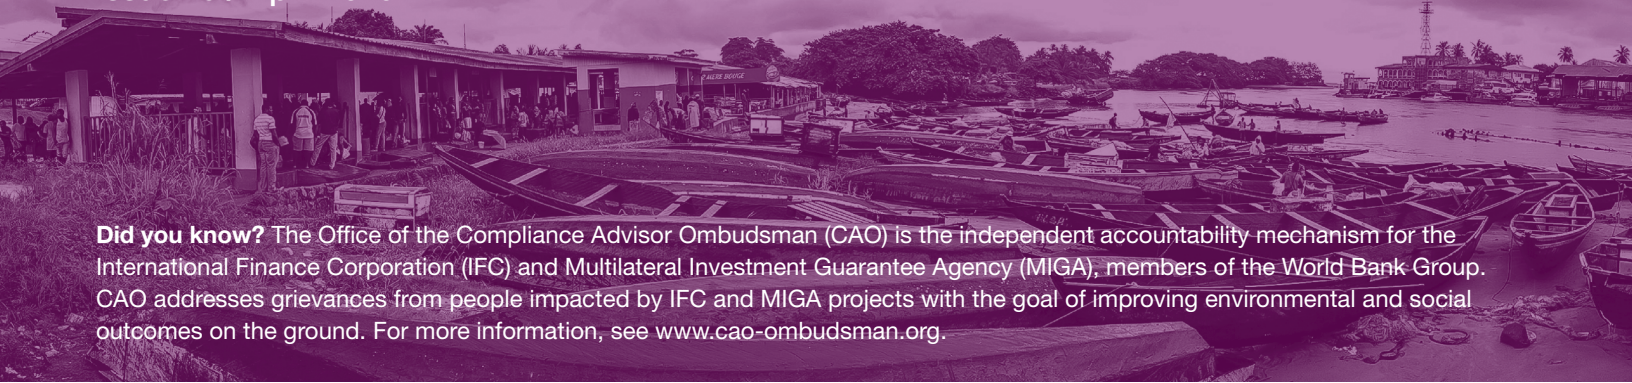 Did you know? The Office of the Compliance Advisor Ombudsman (CAO) is the independent accountability mechanism for the
International Finance Corporation (IFC) and Multilateral Investment Guarantee Agency (MIGA), members of the World Bank Group.
CAO addresses grievances from people impacted by IFC and MIGA projects with the goal of improving environmental and social
outcomes on the ground. For more information, see www.cao-ombudsman.org.